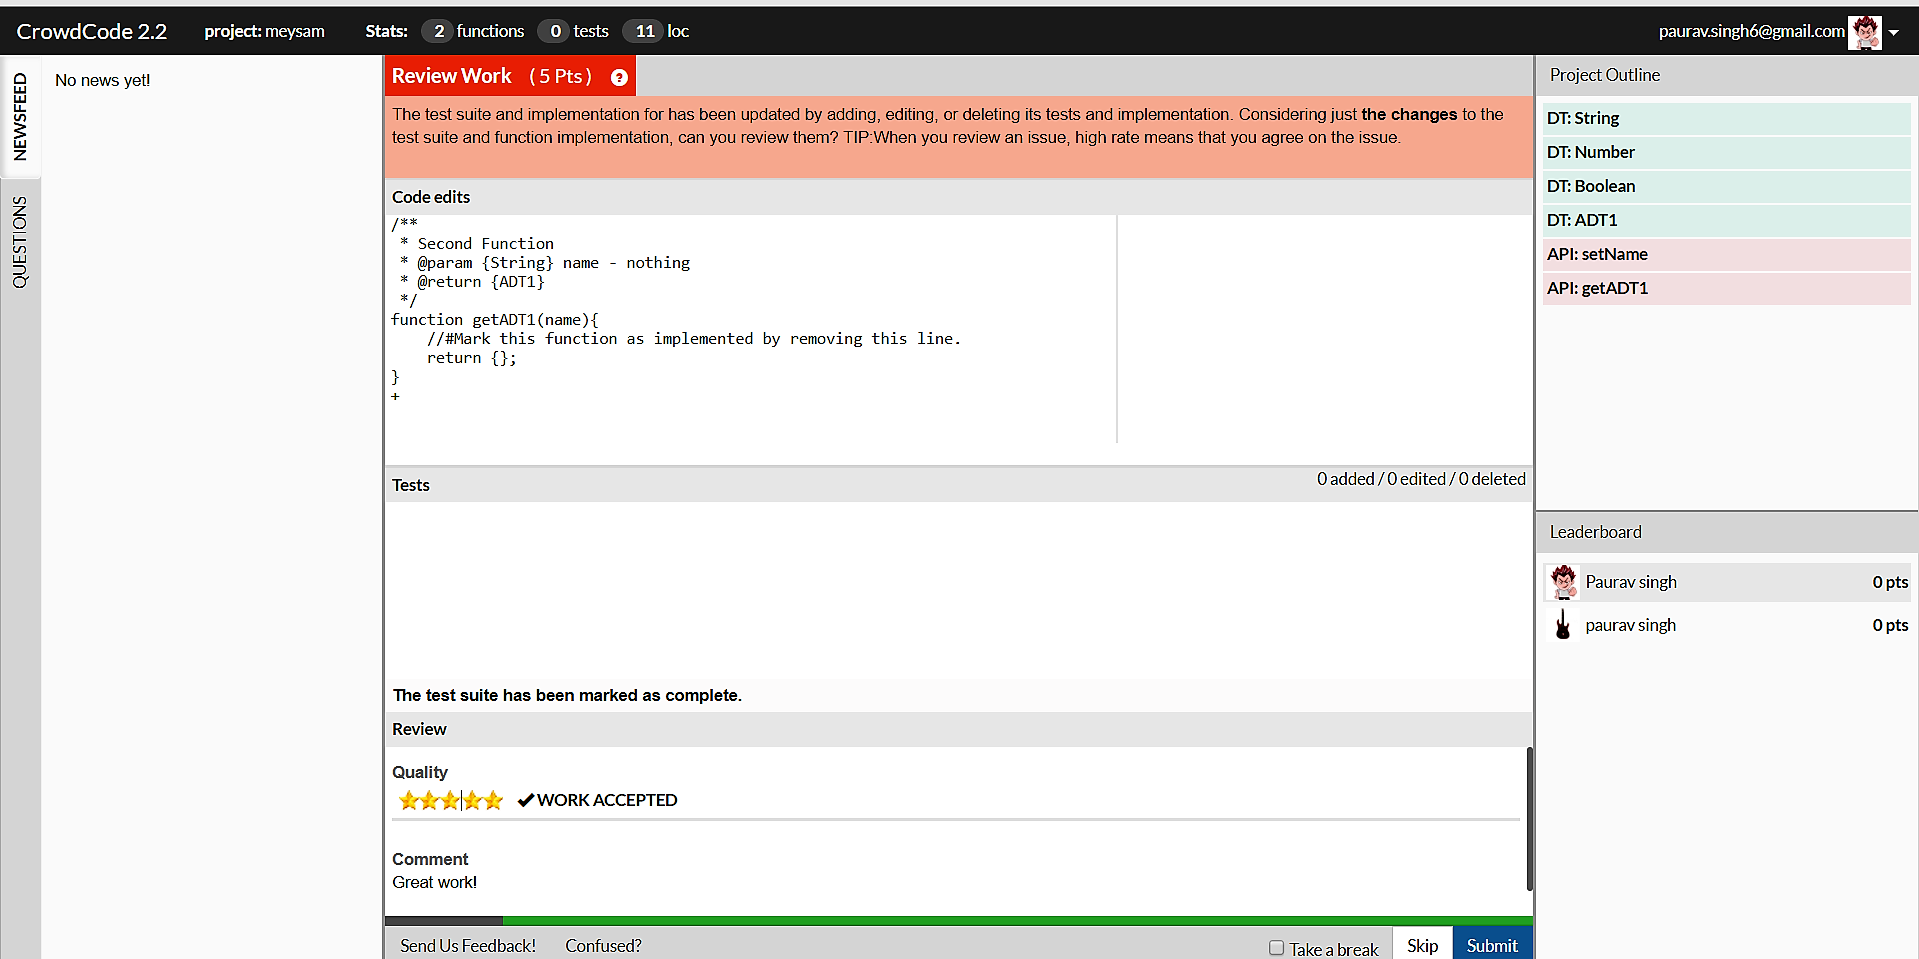 CrowdCode 2.2 project: meysam Stats: 2 functions 0 tests 11 loc paurav.singh6@gmail.com
NEWSFEED
QUESTIONS
No news yet!
Review Work (5 Pts) ?
The test suite and implementation for has been updated by adding, editing, or deleting its tests and implementation. Considering just the changes to the
test suite and function implementation, can you review them? TIP:When you review an issue, high rate means that you agree on the issue.
Code edits
/**
* Second Function
* @param {String} name - nothing
* @return {ADT1}
*/
function getADT1(name){
//#Mark this function as implemented by removing this line.
return {};
}
+
Tests 0 added / 0 edited / 0 deleted
The test suite has been marked as complete.
Review
Quality
WORK ACCEPTED
Comment
Great work!
Send Us Feedback! Confused? Take a break Skip Submit
Project Outline
DT: String
DT: Number
DT: Boolean
DT: ADT1
API: setName
API: getADT1
Leaderboard
Paurav singh 0 pts
paurav singh 0 pts